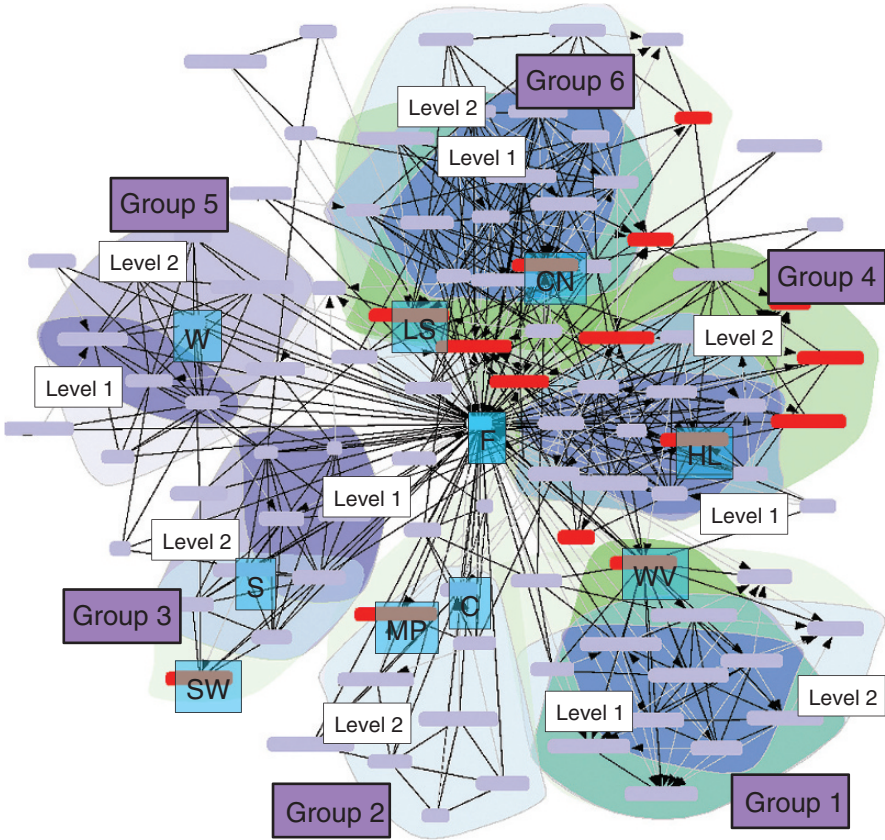 Group 6
Level 2
Level 1
Group 5
Level 2
Group 4
CN
W
LS
Level 2
Level 1
F
HL
Level 1
Level 1
Level 2
WV
S
C
Group 3
MP
SW
Level 2
Level 1
Level 2
Group 2
Group 1